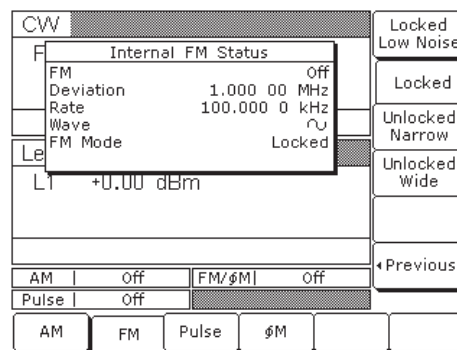 CW
F
Internal FM Status
FM Off
Deviation 1.000 00 MHz
Rate 100.000 0 kHz
Wave
FM Mode Locked
Le
L1 +0.00 dBm
AM Off FM/ϕM Off
Pulse Off
AM FM Pulse ϕM
Locked
Low Noise
Locked
Unlocked
Narrow
Unlocked
Wide
Previous